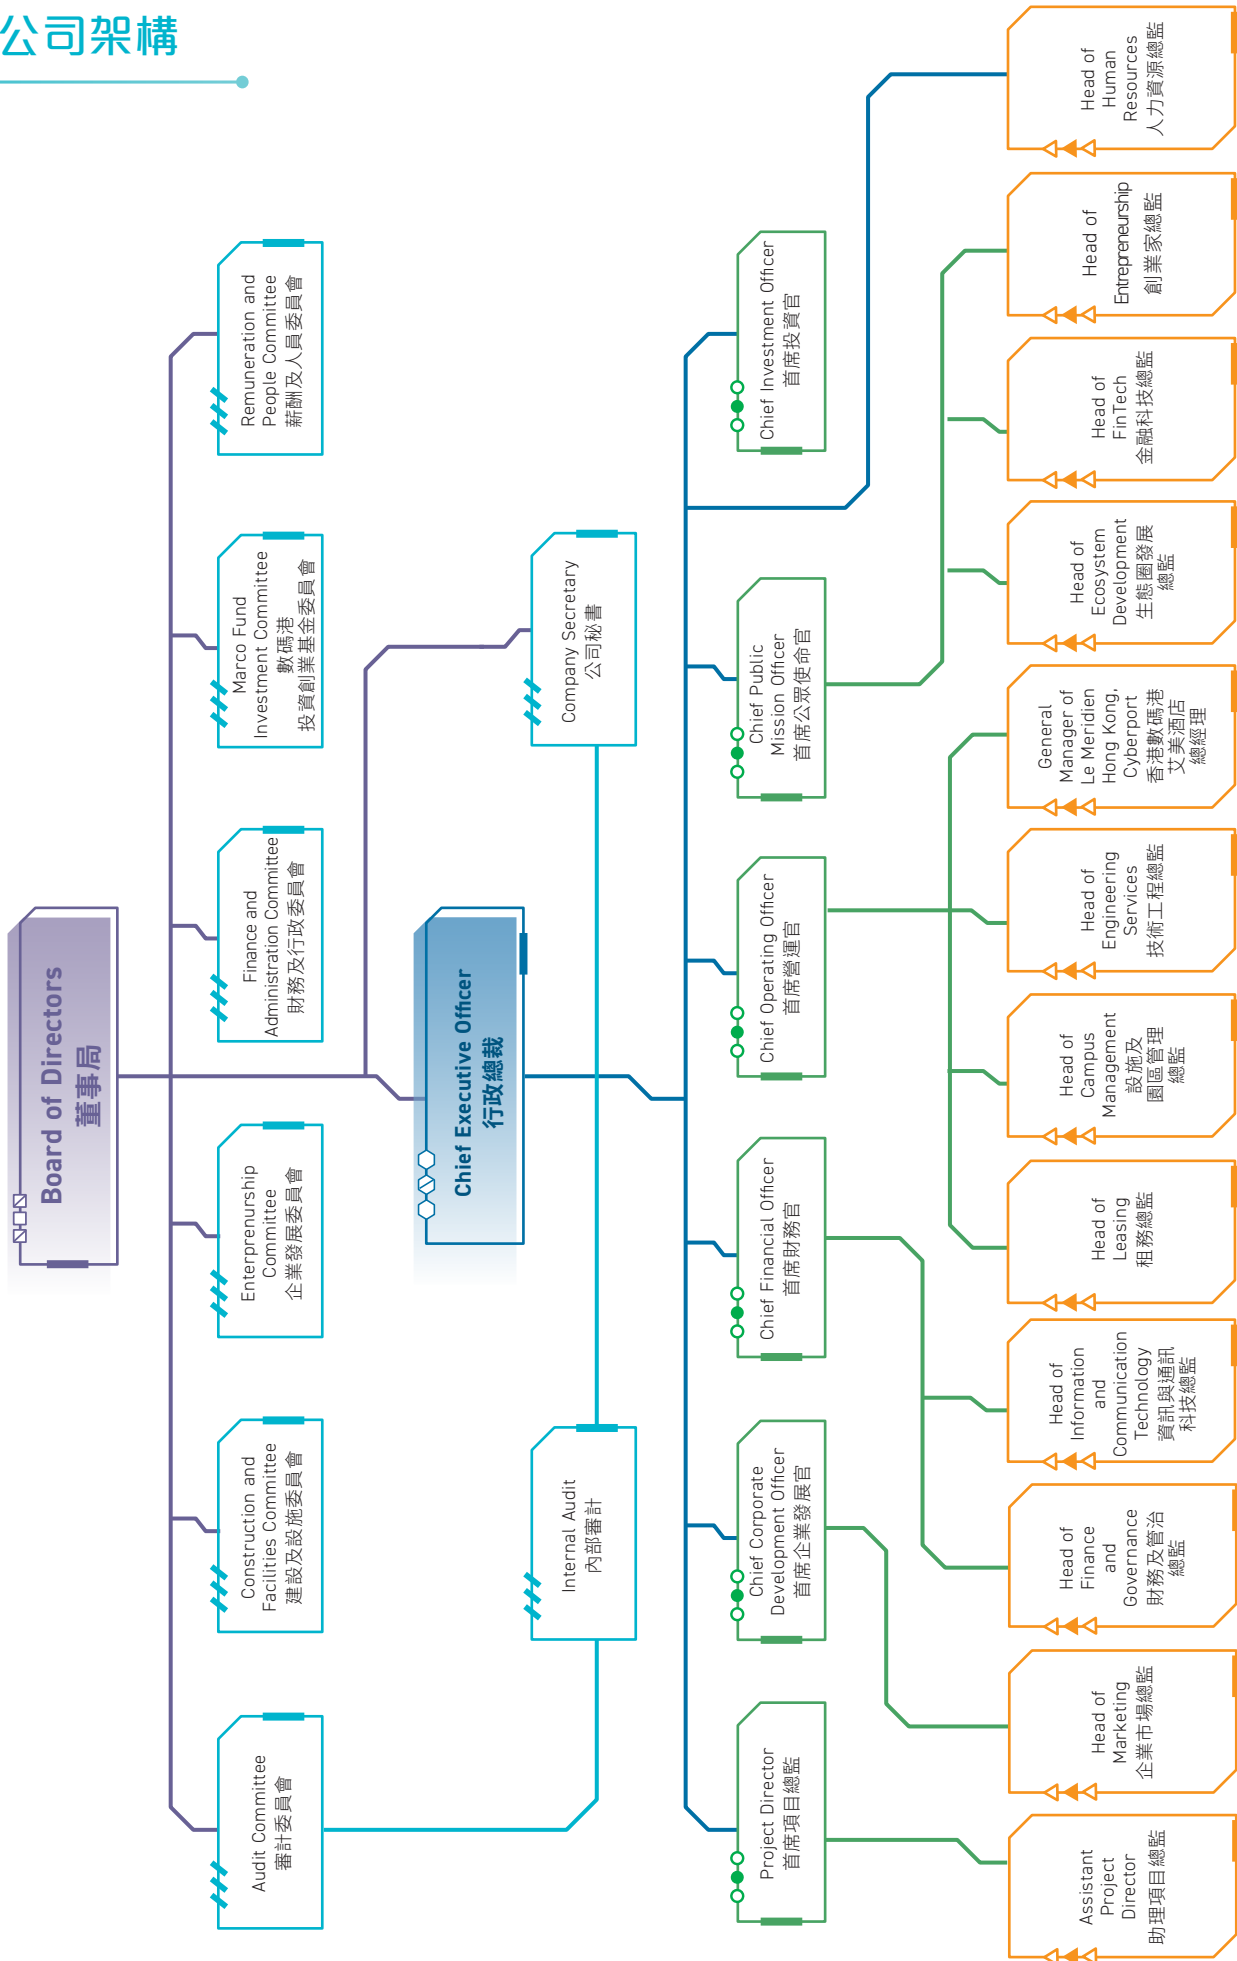 公司架構
Board of Directors
董事局
Audit Committee
審計委員會
Construction and
Facilities Committee
建設及設施委員會
Enterprenurship
Committee
企業發展委員會
Finance and
Administration Committee
財務及行政委員會
Marco Fund
Investment Committee
數碼港
投資創業基金委員會
Remuneration and
People Committee
薪酬及人員委員會
Chief Executive Officer
行政總裁
Internal Audit
內部審計
Company Secretary
公司秘書
Project Director
首席項目總監
Chief Corporate
Development Officer
首席企業發展官
Chief Financial Officer
首席財務官
Chief Operating Officer
首席營運官
Chief Public
Mission Officer
首席公眾使命官
Chief Investment Officer
首席投資官
Assistant
Project
Director
助理項目總監
Head of
Marketing
企業市場總監
Head of
Finance
and
Governance
財務及管治
總監
Head of
Information
and
Communication
Technology
資訊與通訊
科技總監
Head of
Leasing
租務總監
Head of
Campus
Management
設施及
園區管理
總監
Head of
Engineering
Services
技術工程總監
General
Manager of
Le Meridien
Hong Kong,
Cyberport
香港數碼港
艾美酒店
總經理
Head of
Ecosystem
Development
生態圈發展
總監
Head of
FinTech
金融科技總監
Head of
Entrepreneurship
創業家總監
Head of
Human
Resources
人力資源總監